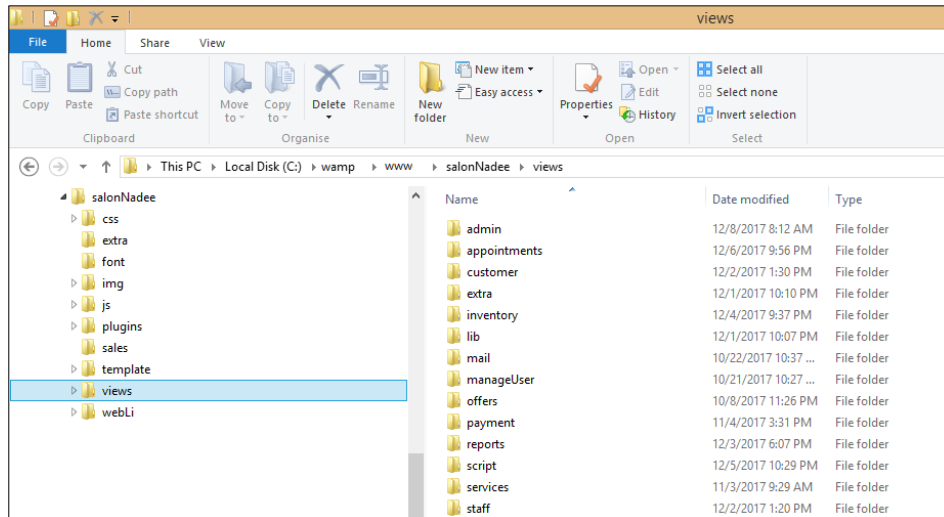 views
File Home Share View
Copy
Paste
Cut
Copy path
Paste shortcut
Clipboard
Move to
Copy to
Delete
Rename
Organise
New folder
New item
Easy access
New
Properties
Open
Edit
History
Open
Select all
Select none
Invert selection
Select
This PC Local Disk (C:) wamp www salonNadee views
salonNadee
css
extra
font
img
js
plugins
sales
template
views
webLi
Name Date modified Type
admin 12/8/2017 8:12 AM File folder
appointments 12/6/2017 9:56 PM File folder
customer 12/2/2017 1:30 PM File folder
extra 12/1/2017 10:10 PM File folder
inventory 12/4/2017 9:37 PM File folder
lib 12/1/2017 10:07 PM File folder
mail 10/22/2017 10:37 ... File folder
manageUser 10/21/2017 10:27 ... File folder
offers 10/8/2017 11:26 PM File folder
payment 11/4/2017 3:31 PM File folder
reports 12/3/2017 6:07 PM File folder
script 12/5/2017 10:29 PM File folder
services 11/3/2017 9:29 AM File folder
staff 12/2/2017 1:20 PM File folder